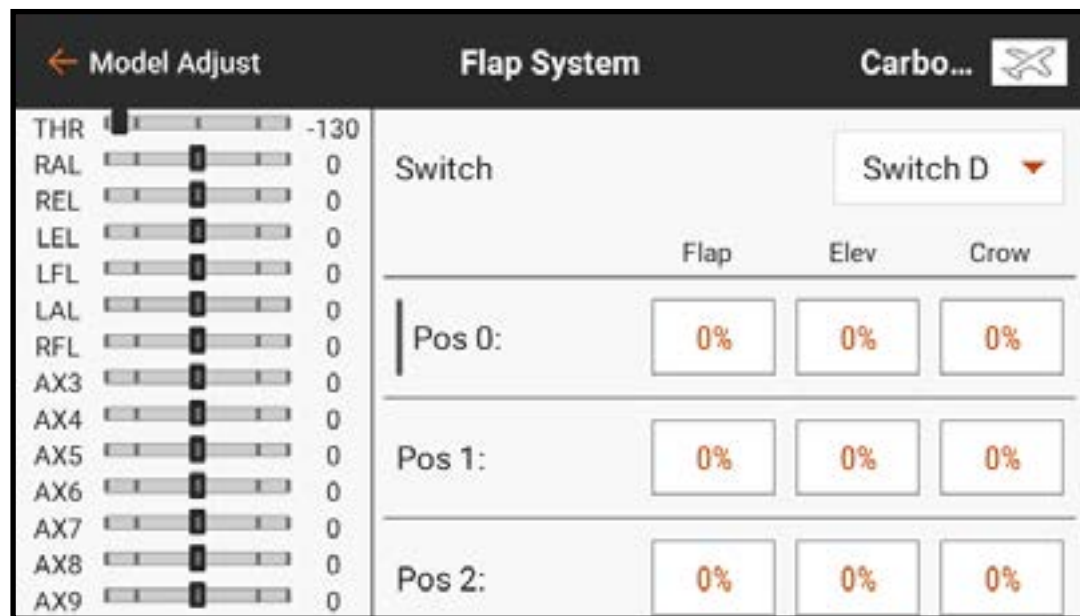 Model Adjust Flap System Carbo...
THR -130
RAL 0
REL 0
LEL 0
LFL 0
LAL 0
RFL 0
AX3 0
AX4 0
AX5 0
AX6 0
AX7 0
AX8 0
AX9 0
Switch Switch D
Flap Elev Crow
Pos 0: 0% 0% 0%
Pos 1: 0% 0% 0%
Pos 2: 0% 0% 0%